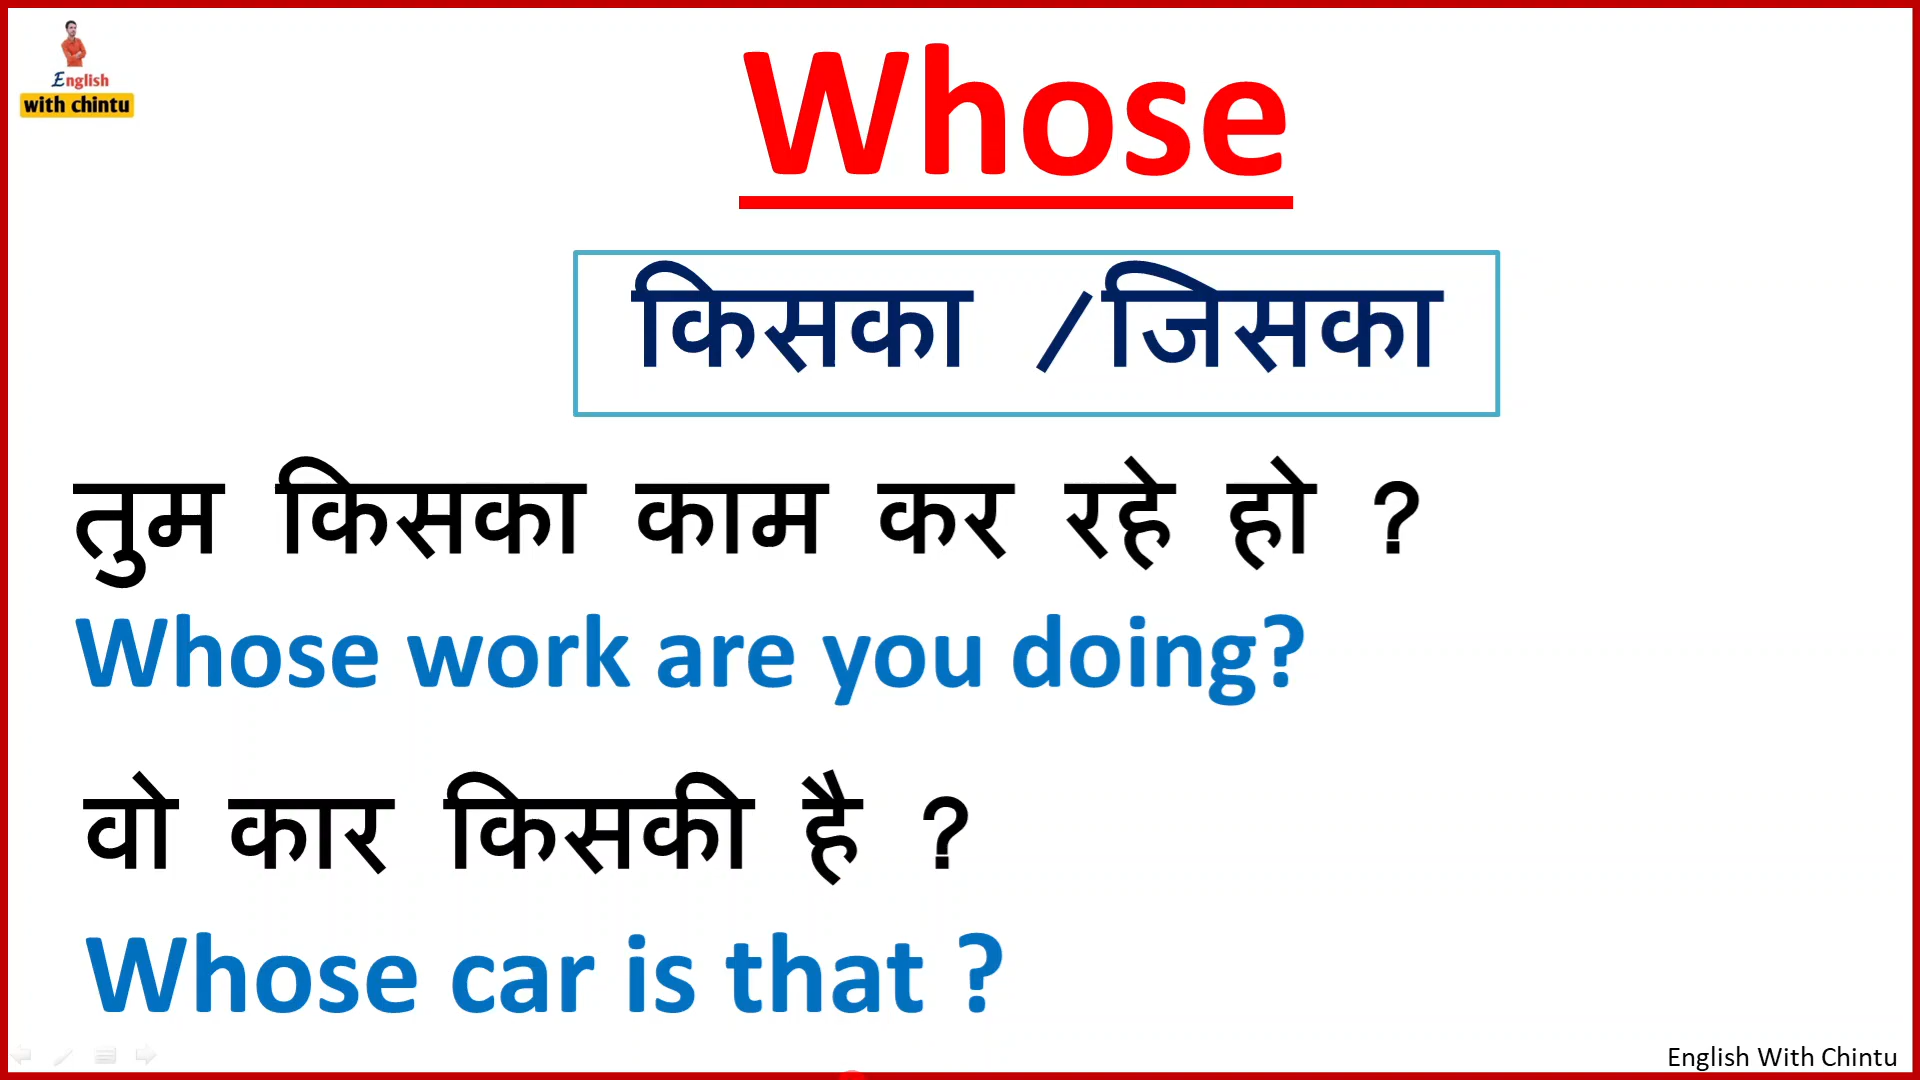 English
with chintu
Whose
किसका /जिसका
तुम किसका काम कर रहे हो ?
Whose work are you doing?
वो कार किसकी है ?
Whose car is that ?
English With Chintu